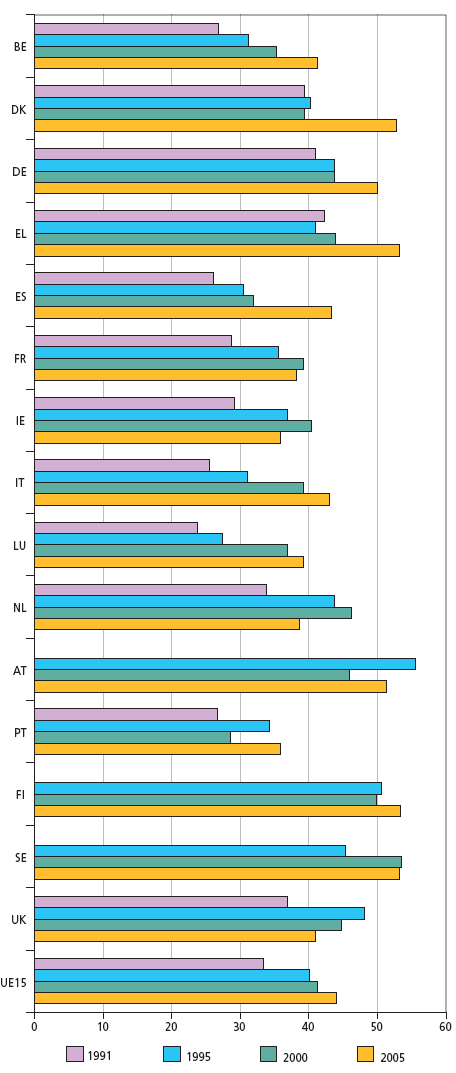 BE
DK
DE
EL
ES
FR
IE
IT
LU
NL
AT
PT
FI
SE
UK
UE15
0 10 20 30 40 50 60
1991 1995 2000 2005